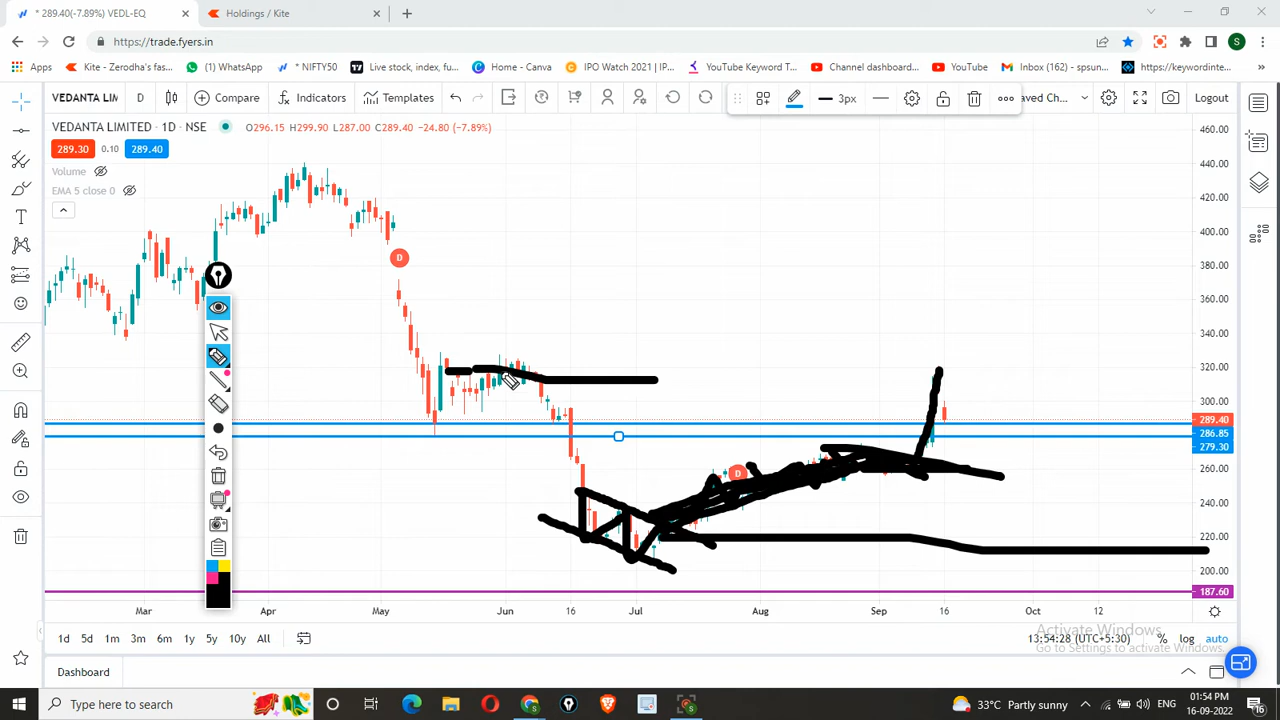 * 289.40(-7.89%) VEDL-EQ
Holdings / Kite
https://trade.fyers.in
S
Apps
Kite - Zerodha's fas...
(1) WhatsApp
* NIFTY50
Live stock, index, fu...
Home - Canva
IPO Watch 2021 | IP...
YouTube Keyword T...
Channel dashboard...
YouTube
Inbox (162) - spsun...
https://keywordinte...
VEDANTA LIM
D
Compare
Indicators
Templates
3px
ved Ch...
Logout
VEDANTA LIMITED · 1D · NSE
O296.15 H299.90 L287.00 C289.40 -24.80 (-7.89%)
289.30 0.10 289.40
Volume
EMA 5 close 0
D
D
460.00
440.00
420.00
400.00
380.00
360.00
340.00
320.00
300.00
289.40
286.85
279.30
260.00
240.00
220.00
200.00
187.60
Mar Apr May Jun 16 Jul Aug Sep 16 Oct 12
1d 5d 1m 3m 6m 1y 5y 10y All
13:54:28 (UTC+5:30) % log auto
Activate Windows
Go to Settings to activate Windows.
Dashboard
Type here to search
33°C Partly sunny
ENG
01:54 PM
16-09-2022
16